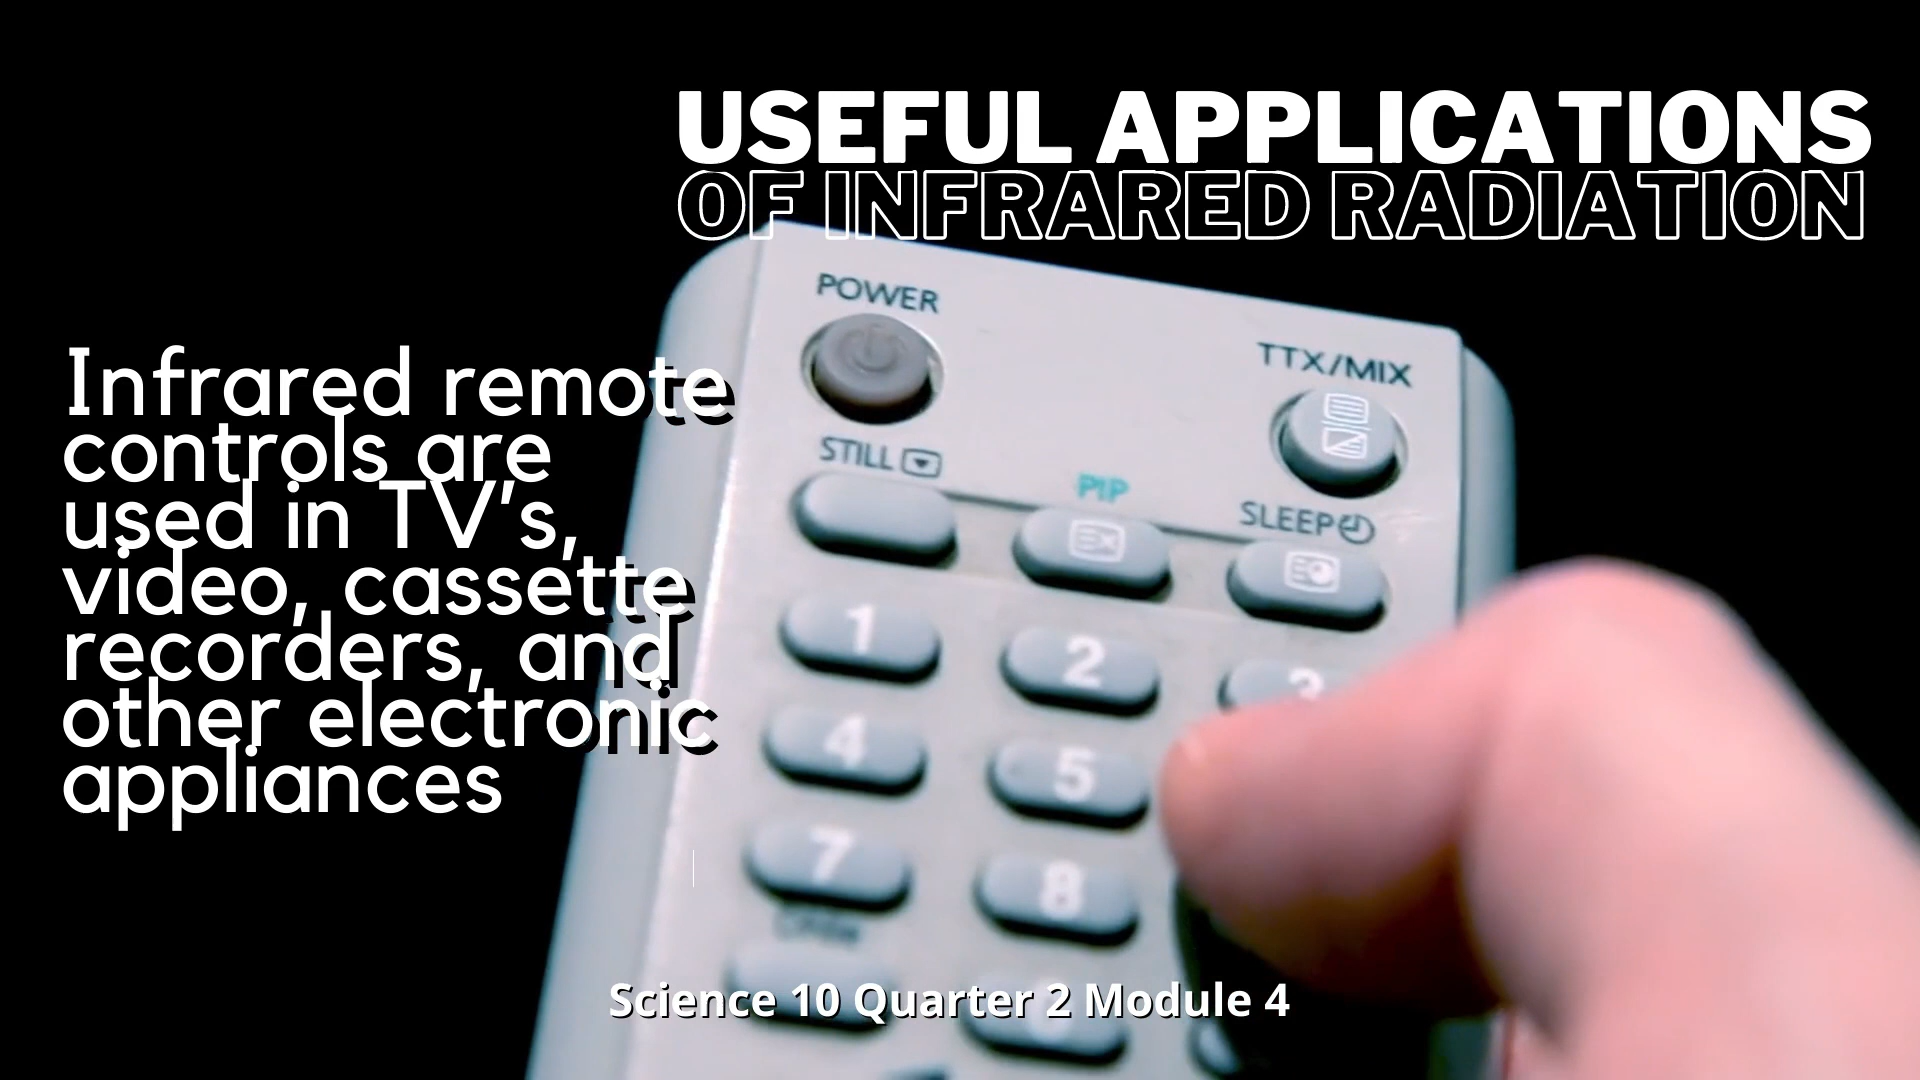 USEFUL APPLICATIONS
OF INFRARED RADIATION
Infrared remote
controls are
used in TV’s,
video, cassette
recorders, and
other electronic
appliances
POWER
TTX/MIX
STILL
PIP
SLEEP
1
2
3
4
5
7
8
Science 10 Quarter 2 Module 4